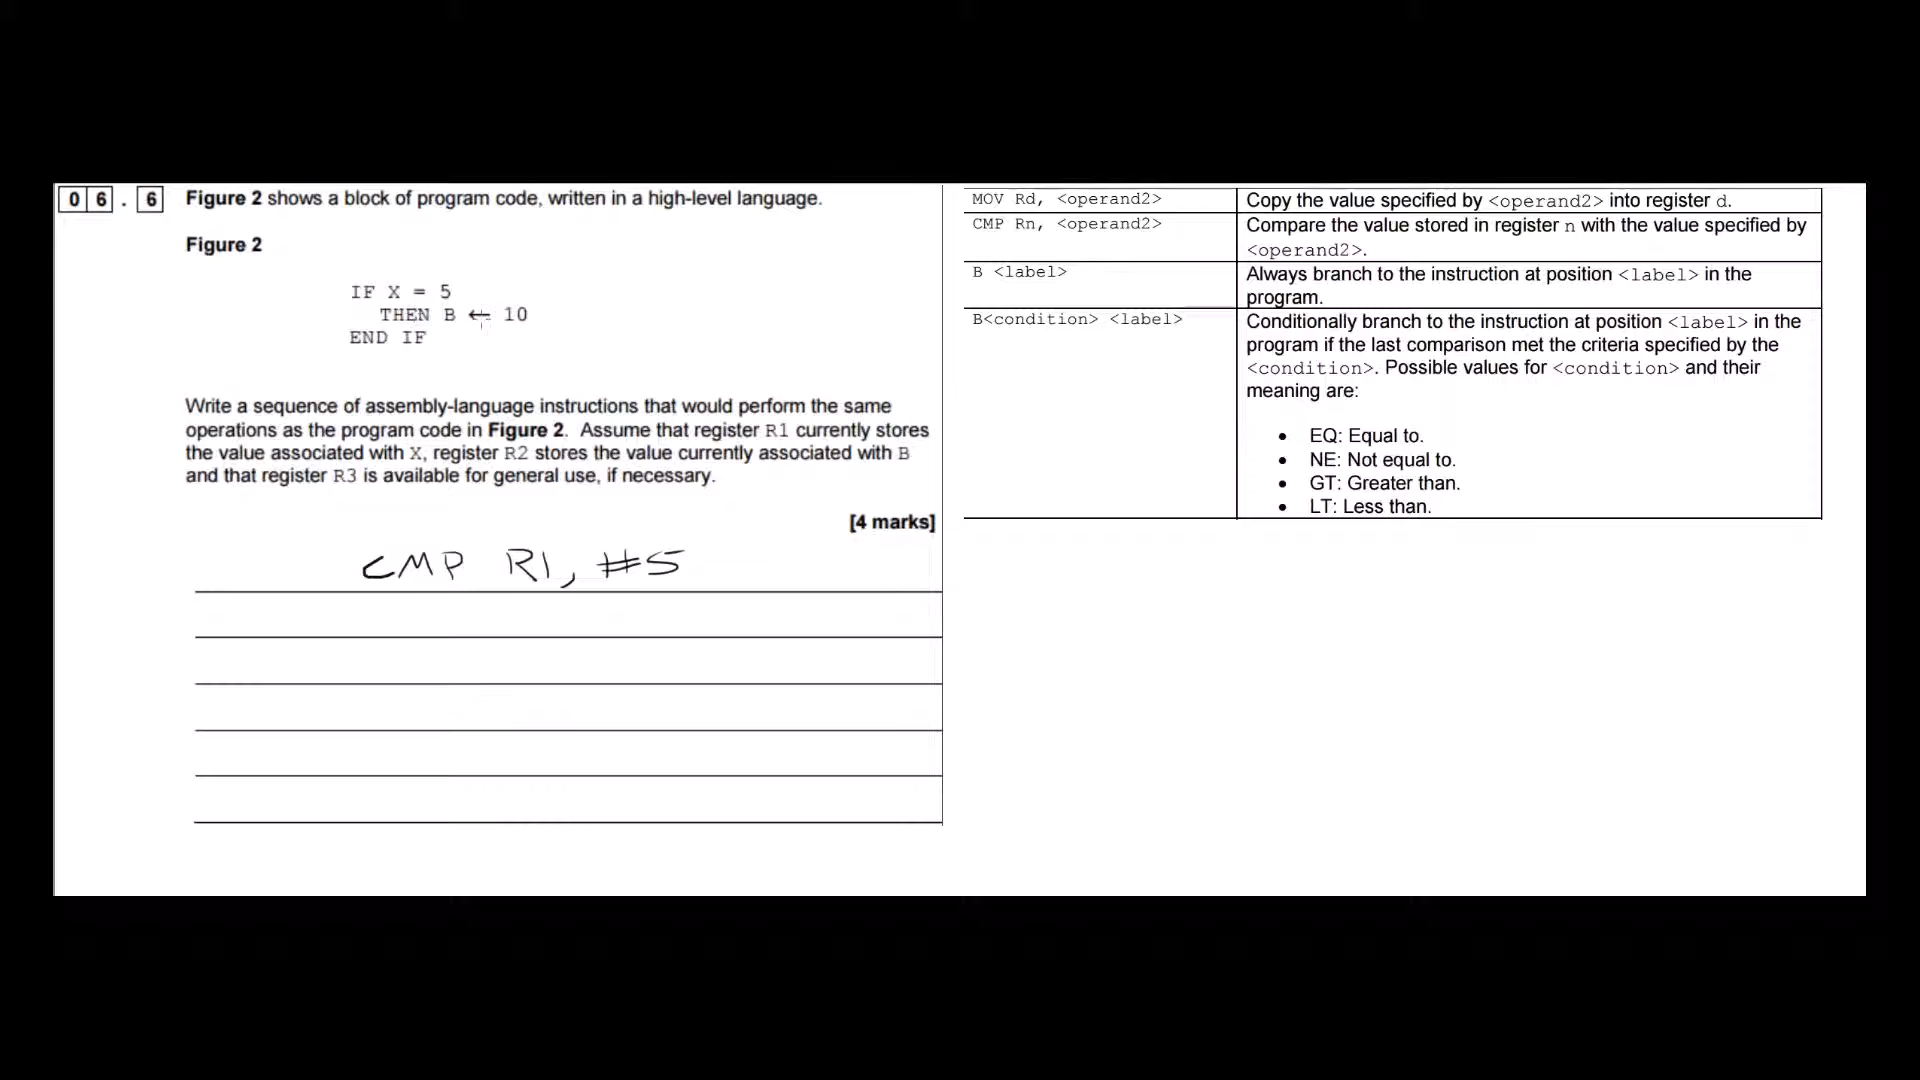 0 6 . 6 Figure 2 shows a block of program code, written in a high-level language.
Figure 2
IF X = 5
THEN B ← 10
END IF
Write a sequence of assembly-language instructions that would perform the same
operations as the program code in Figure 2. Assume that register R1 currently stores
the value associated with X, register R2 stores the value currently associated with B
and that register R3 is available for general use, if necessary.
[4 marks]
CMP R1, #5
MOV Rd, <operand2> Copy the value specified by <operand2> into register d.
CMP Rn, <operand2> Compare the value stored in register n with the value specified by
<operand2>.
B <label> Always branch to the instruction at position <label> in the
program.
B<condition> <label> Conditionally branch to the instruction at position <label> in the
program if the last comparison met the criteria specified by the
<condition>. Possible values for <condition> and their
meaning are:
• EQ: Equal to.
• NE: Not equal to.
• GT: Greater than.
• LT: Less than.